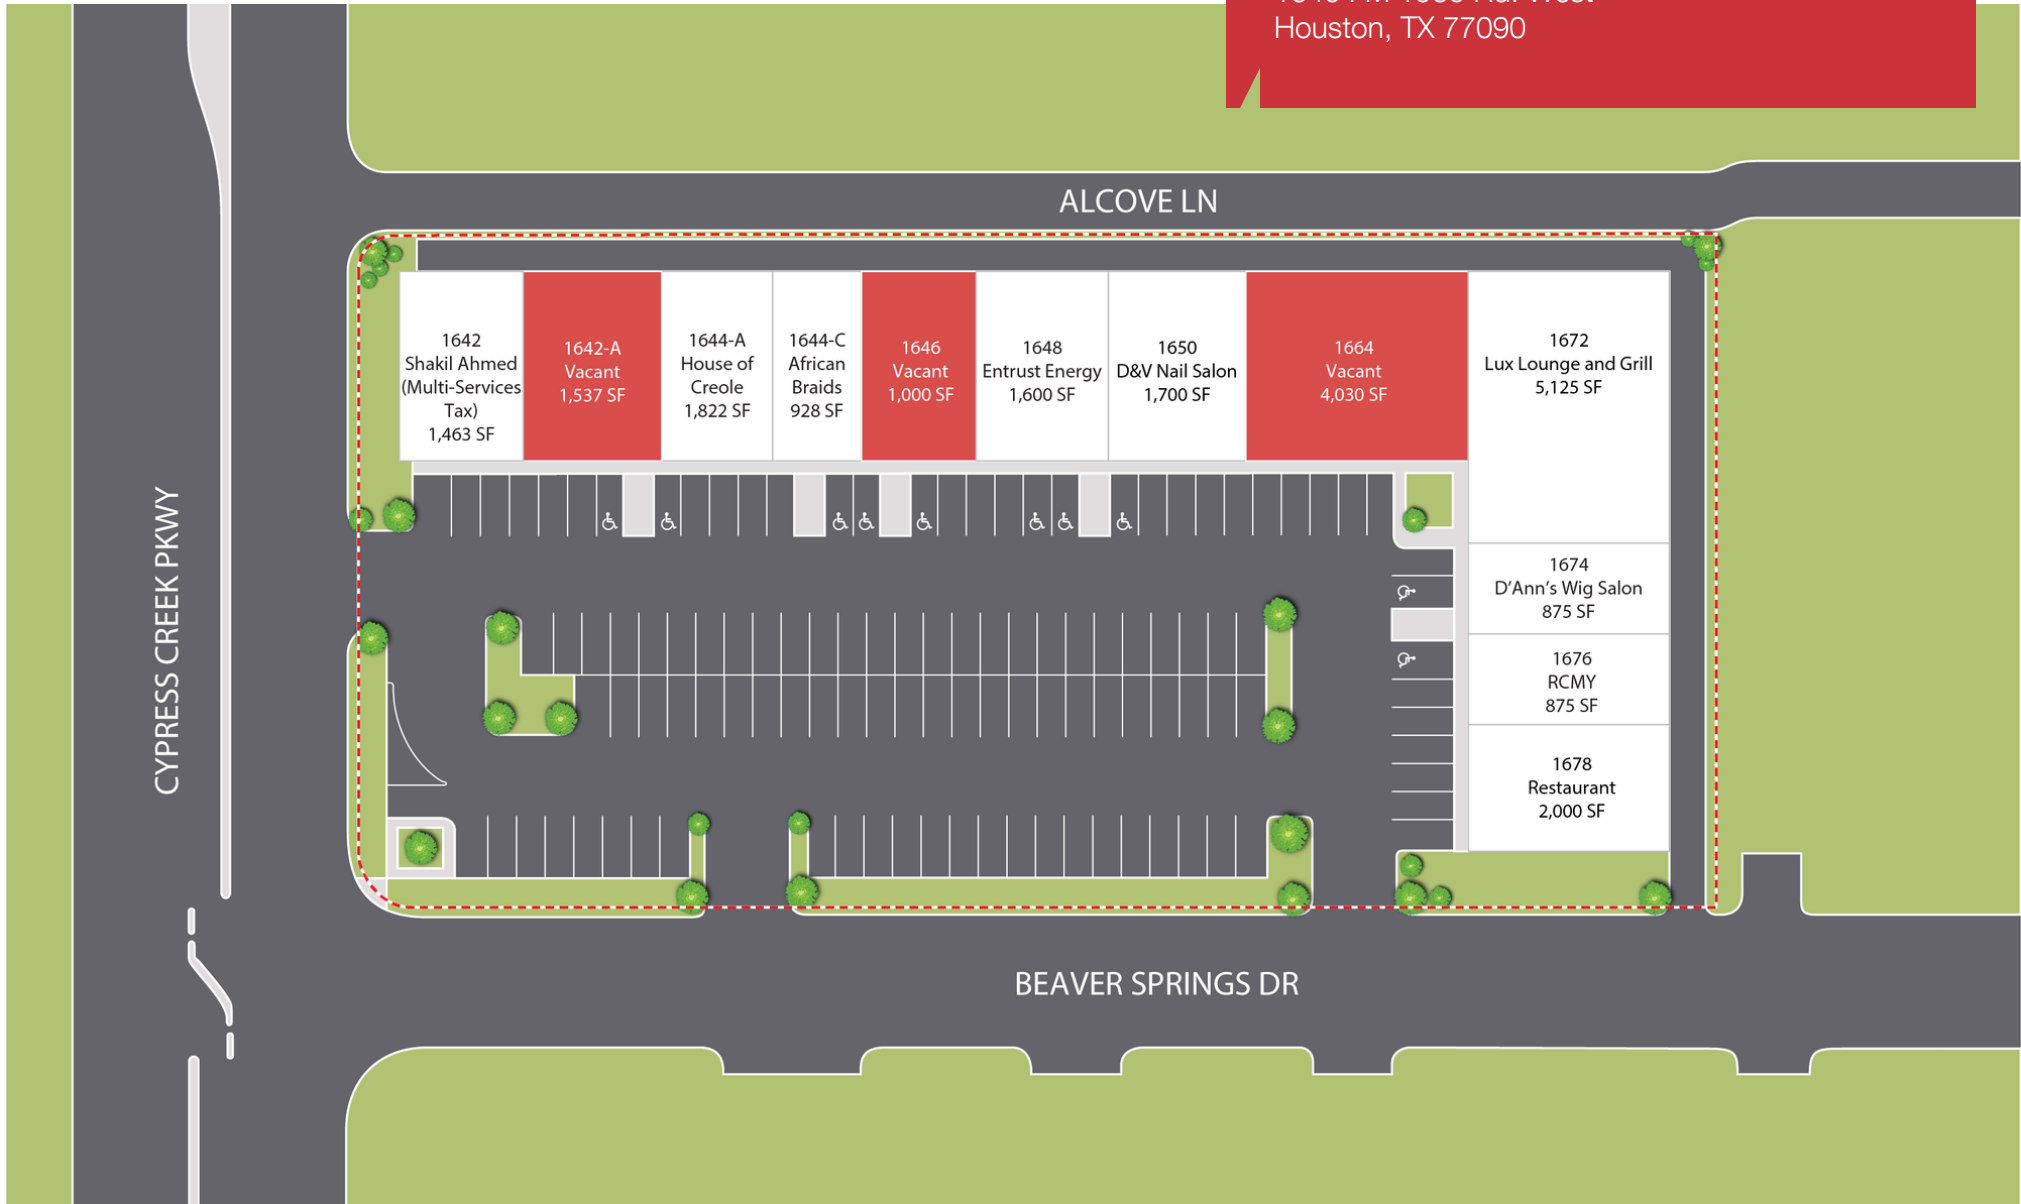 Houston, TX 77090
ALCOVE LN
1642
Shakil Ahmed
(Multi-Services
Tax)
1,463 SF
1642-A
Vacant
1,537 SF
1644-A
House of
Creole
1,822 SF
1644-C
African
Braids
928 SF
1646
Vacant
1,000 SF
1648
Entrust Energy
1,600 SF
1650
D&V Nail Salon
1,700 SF
1664
Vacant
4,030 SF
1672
Lux Lounge and Grill
5,125 SF
1674
D’Ann’s Wig Salon
875 SF
1676
RCMY
875 SF
1678
Restaurant
2,000 SF
CYPRESS CREEK PKWY
BEAVER SPRINGS DR